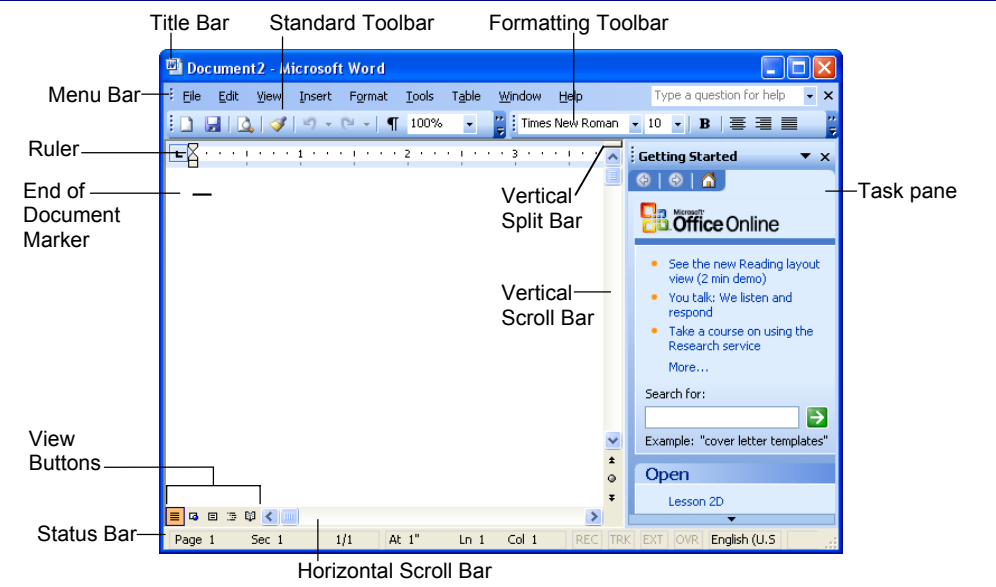 Title Bar Standard Toolbar Formatting Toolbar
Document2 - Microsoft Word
Menu Bar
File Edit View Insert Format Tools Table Window Help Type a question for help
100% Times New Roman 10 B
Ruler
1 2 3
Getting Started
End of
Document
Marker
Vertical
Split Bar
Task pane
Microsoft
Office Online
See the new Reading layout
view (2 min demo)
You talk: We listen and
respond
Take a course on using the
Research service
More...
Vertical
Scroll Bar
Search for:
Example: "cover letter templates"
View
Buttons
Open
Lesson 2D
Status Bar
Page 1 Sec 1 1/1 At 1" Ln 1 Col 1 REC TRK EXT OVR English (U.S
Horizontal Scroll Bar